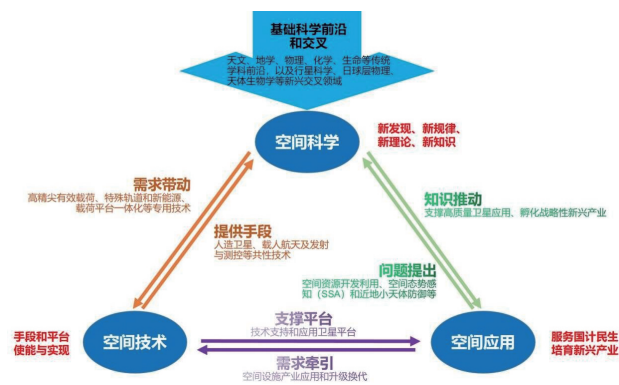 基础科学前沿
和交叉
天文、地学、物理、化学、生命等传统
学科前沿，以及行星科学、日球层物理、
天体生物学等新兴交叉领域
空间科学
新发现、新规律、
新理论、新知识
需求带动
高精尖有效载荷、特殊轨道和新能源、
载荷平台一体化等专用技术
知识推动
支撑高质量卫星应用、孵化战略性新兴产业
提供手段
人造卫星、载人航天及发射
与测控等共性技术
问题提出
空间资源开发利用、空间态势感
知（SSA）和近地小天体防御等
手段和平台
使能与实现
空间技术
支撑平台
技术支持和应用卫星平台
需求牵引
空间设施产业应用和升级换代
空间应用
服务国计民生
培育新兴产业